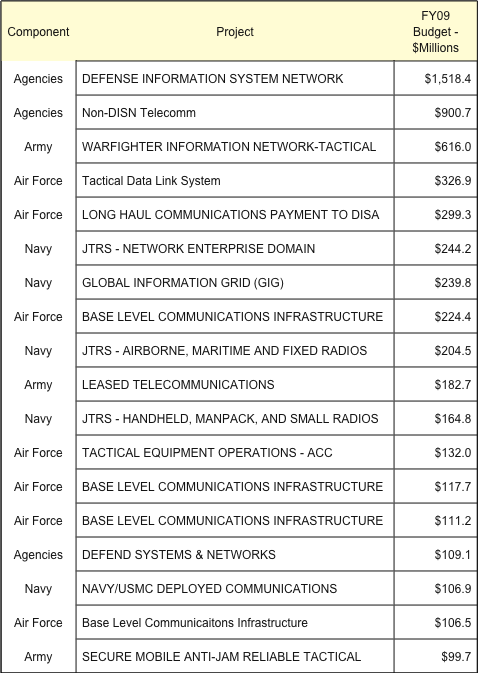 Component Project FY09 Budget - $Millions
Agencies DEFENSE INFORMATION SYSTEM NETWORK $1,518.4
Agencies Non-DISN Telecomm $900.7
Army WARFIGHTER INFORMATION NETWORK-TACTICAL $616.0
Air Force Tactical Data Link System $326.9
Air Force LONG HAUL COMMUNICATIONS PAYMENT TO DISA $299.3
Navy JTRS - NETWORK ENTERPRISE DOMAIN $244.2
Navy GLOBAL INFORMATION GRID (GIG) $239.8
Air Force BASE LEVEL COMMUNICATIONS INFRASTRUCTURE $224.4
Navy JTRS - AIRBORNE, MARITIME AND FIXED RADIOS $204.5
Army LEASED TELECOMMUNICATIONS $182.7
Navy JTRS - HANDHELD, MANPACK, AND SMALL RADIOS $164.8
Air Force TACTICAL EQUIPMENT OPERATIONS - ACC $132.0
Air Force BASE LEVEL COMMUNICATIONS INFRASTRUCTURE $117.7
Air Force BASE LEVEL COMMUNICATIONS INFRASTRUCTURE $111.2
Agencies DEFEND SYSTEMS & NETWORKS $109.1
Navy NAVY/USMC DEPLOYED COMMUNICATIONS $106.9
Air Force Base Level Communicaitons Infrastructure $106.5
Army SECURE MOBILE ANTI-JAM RELIABLE TACTICAL $99.7